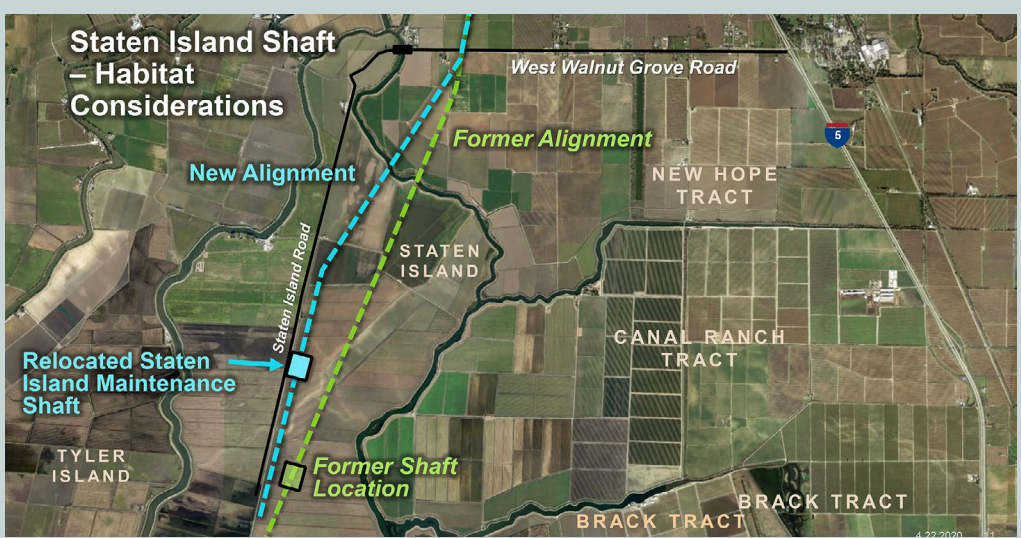 Staten Island Shaft
– Habitat
Considerations
West Walnut Grove Road
Former Alignment
5
New Alignment
NEW HOPE
TRACT
STATEN
ISLAND
Staten Island Road
CANAL RANCH
TRACT
Relocated Staten
Island Maintenance
Shaft
TYLER
ISLAND
Former Shaft
Location
BRACK TRACT
BRACK TRACT
4.22.2020
11